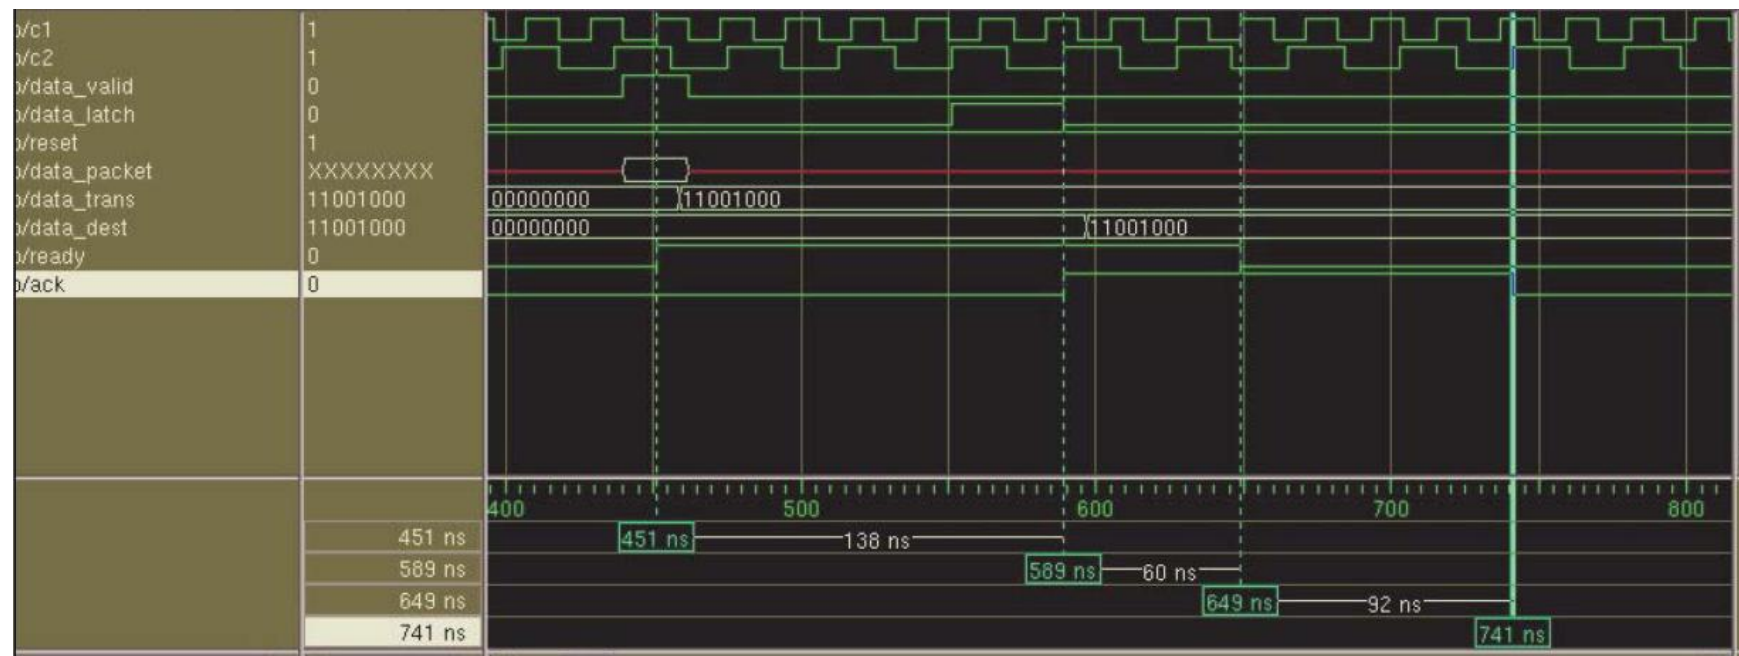 o/c1 1
o/c2 1
o/data_valid 0
o/data_latch 0
o/reset 1
o/data_packet XXXXXXXX
o/data_trans 11001000 00000000 11001000
o/data_dest 11001000 00000000 11001000
o/ready 0
o/ack 0
400 500 600 700 800
451 ns 451 ns 138 ns
589 ns 589 ns 60 ns
649 ns 649 ns 92 ns
741 ns 741 ns